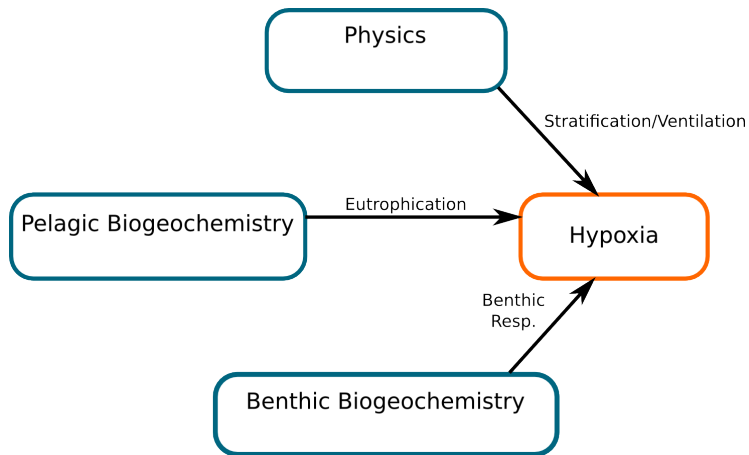 Physics
Stratification/Ventilation
Eutrophication
Pelagic Biogeochemistry
Hypoxia
Benthic
Resp.
Benthic Biogeochemistry